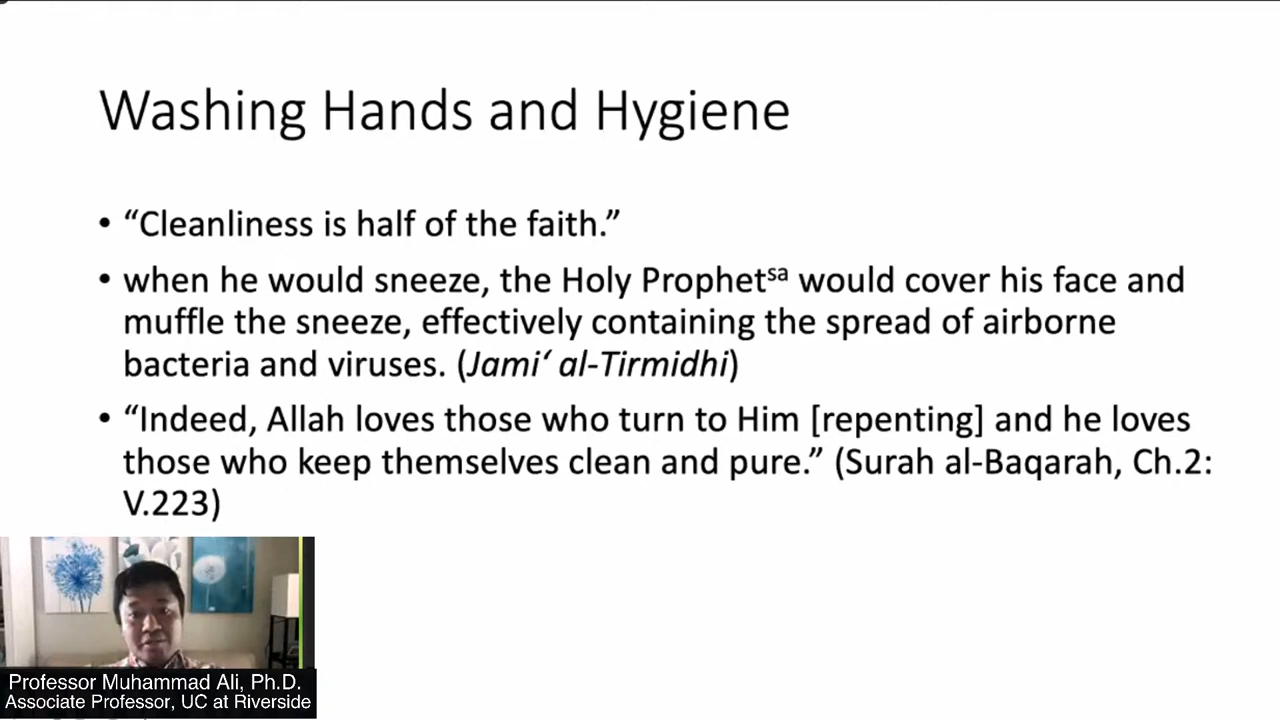 Washing Hands and Hygiene
• “Cleanliness is half of the faith.”
• when he would sneeze, the Holy Prophetˢᵃ would cover his face and
muffle the sneeze, effectively containing the spread of airborne
bacteria and viruses. (Jami‘ al-Tirmidhi)
• “Indeed, Allah loves those who turn to Him [repenting] and he loves
those who keep themselves clean and pure.” (Surah al-Baqarah, Ch.2:
V.223)
Professor Muhammad Ali, Ph.D.
Associate Professor, UC at Riverside